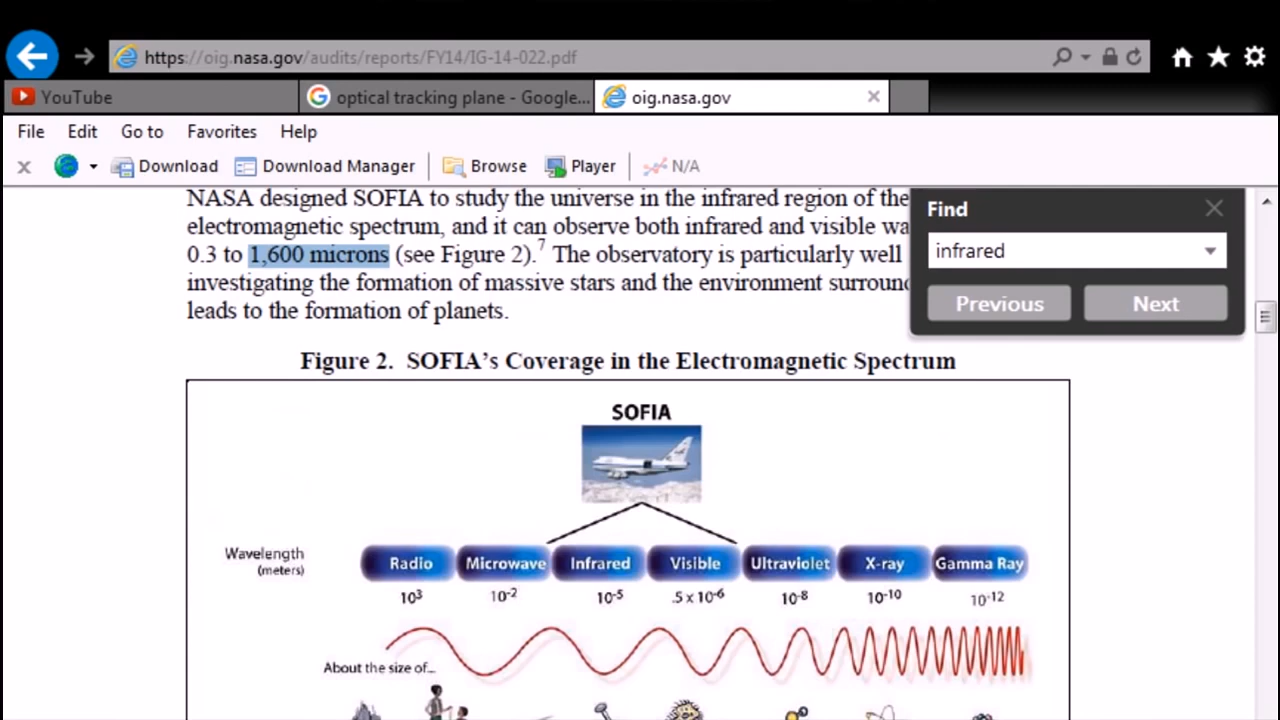 https://oig.nasa.gov/audits/reports/FY14/IG-14-022.pdf
YouTube
optical tracking plane - Google...
oig.nasa.gov
File Edit Go to Favorites Help
Download Download Manager Browse Player N/A
NASA designed SOFIA to study the universe in the infrared region of the
electromagnetic spectrum, and it can observe both infrared and visible wa
0.3 to 1,600 microns (see Figure 2).7 The observatory is particularly well
investigating the formation of massive stars and the environment surroun
leads to the formation of planets.
Find
infrared
Previous Next
Figure 2. SOFIA's Coverage in the Electromagnetic Spectrum
SOFIA
Wavelength
(meters)
Radio Microwave Infrared Visible Ultraviolet X-ray Gamma Ray
10³ 10⁻² 10⁻⁵ .5 x 10⁻⁶ 10⁻⁸ 10⁻¹⁰ 10⁻¹²
About the size of...